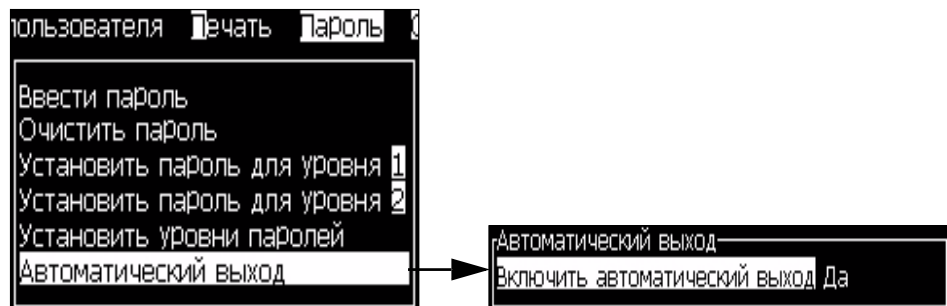 пользователя Печать Пароль
Ввести пароль
Очистить пароль
Установить пароль для уровня 1
Установить пароль для уровня 2
Установить уровни паролей
Автоматический выход
Автоматический выход
Включить автоматический выход Да